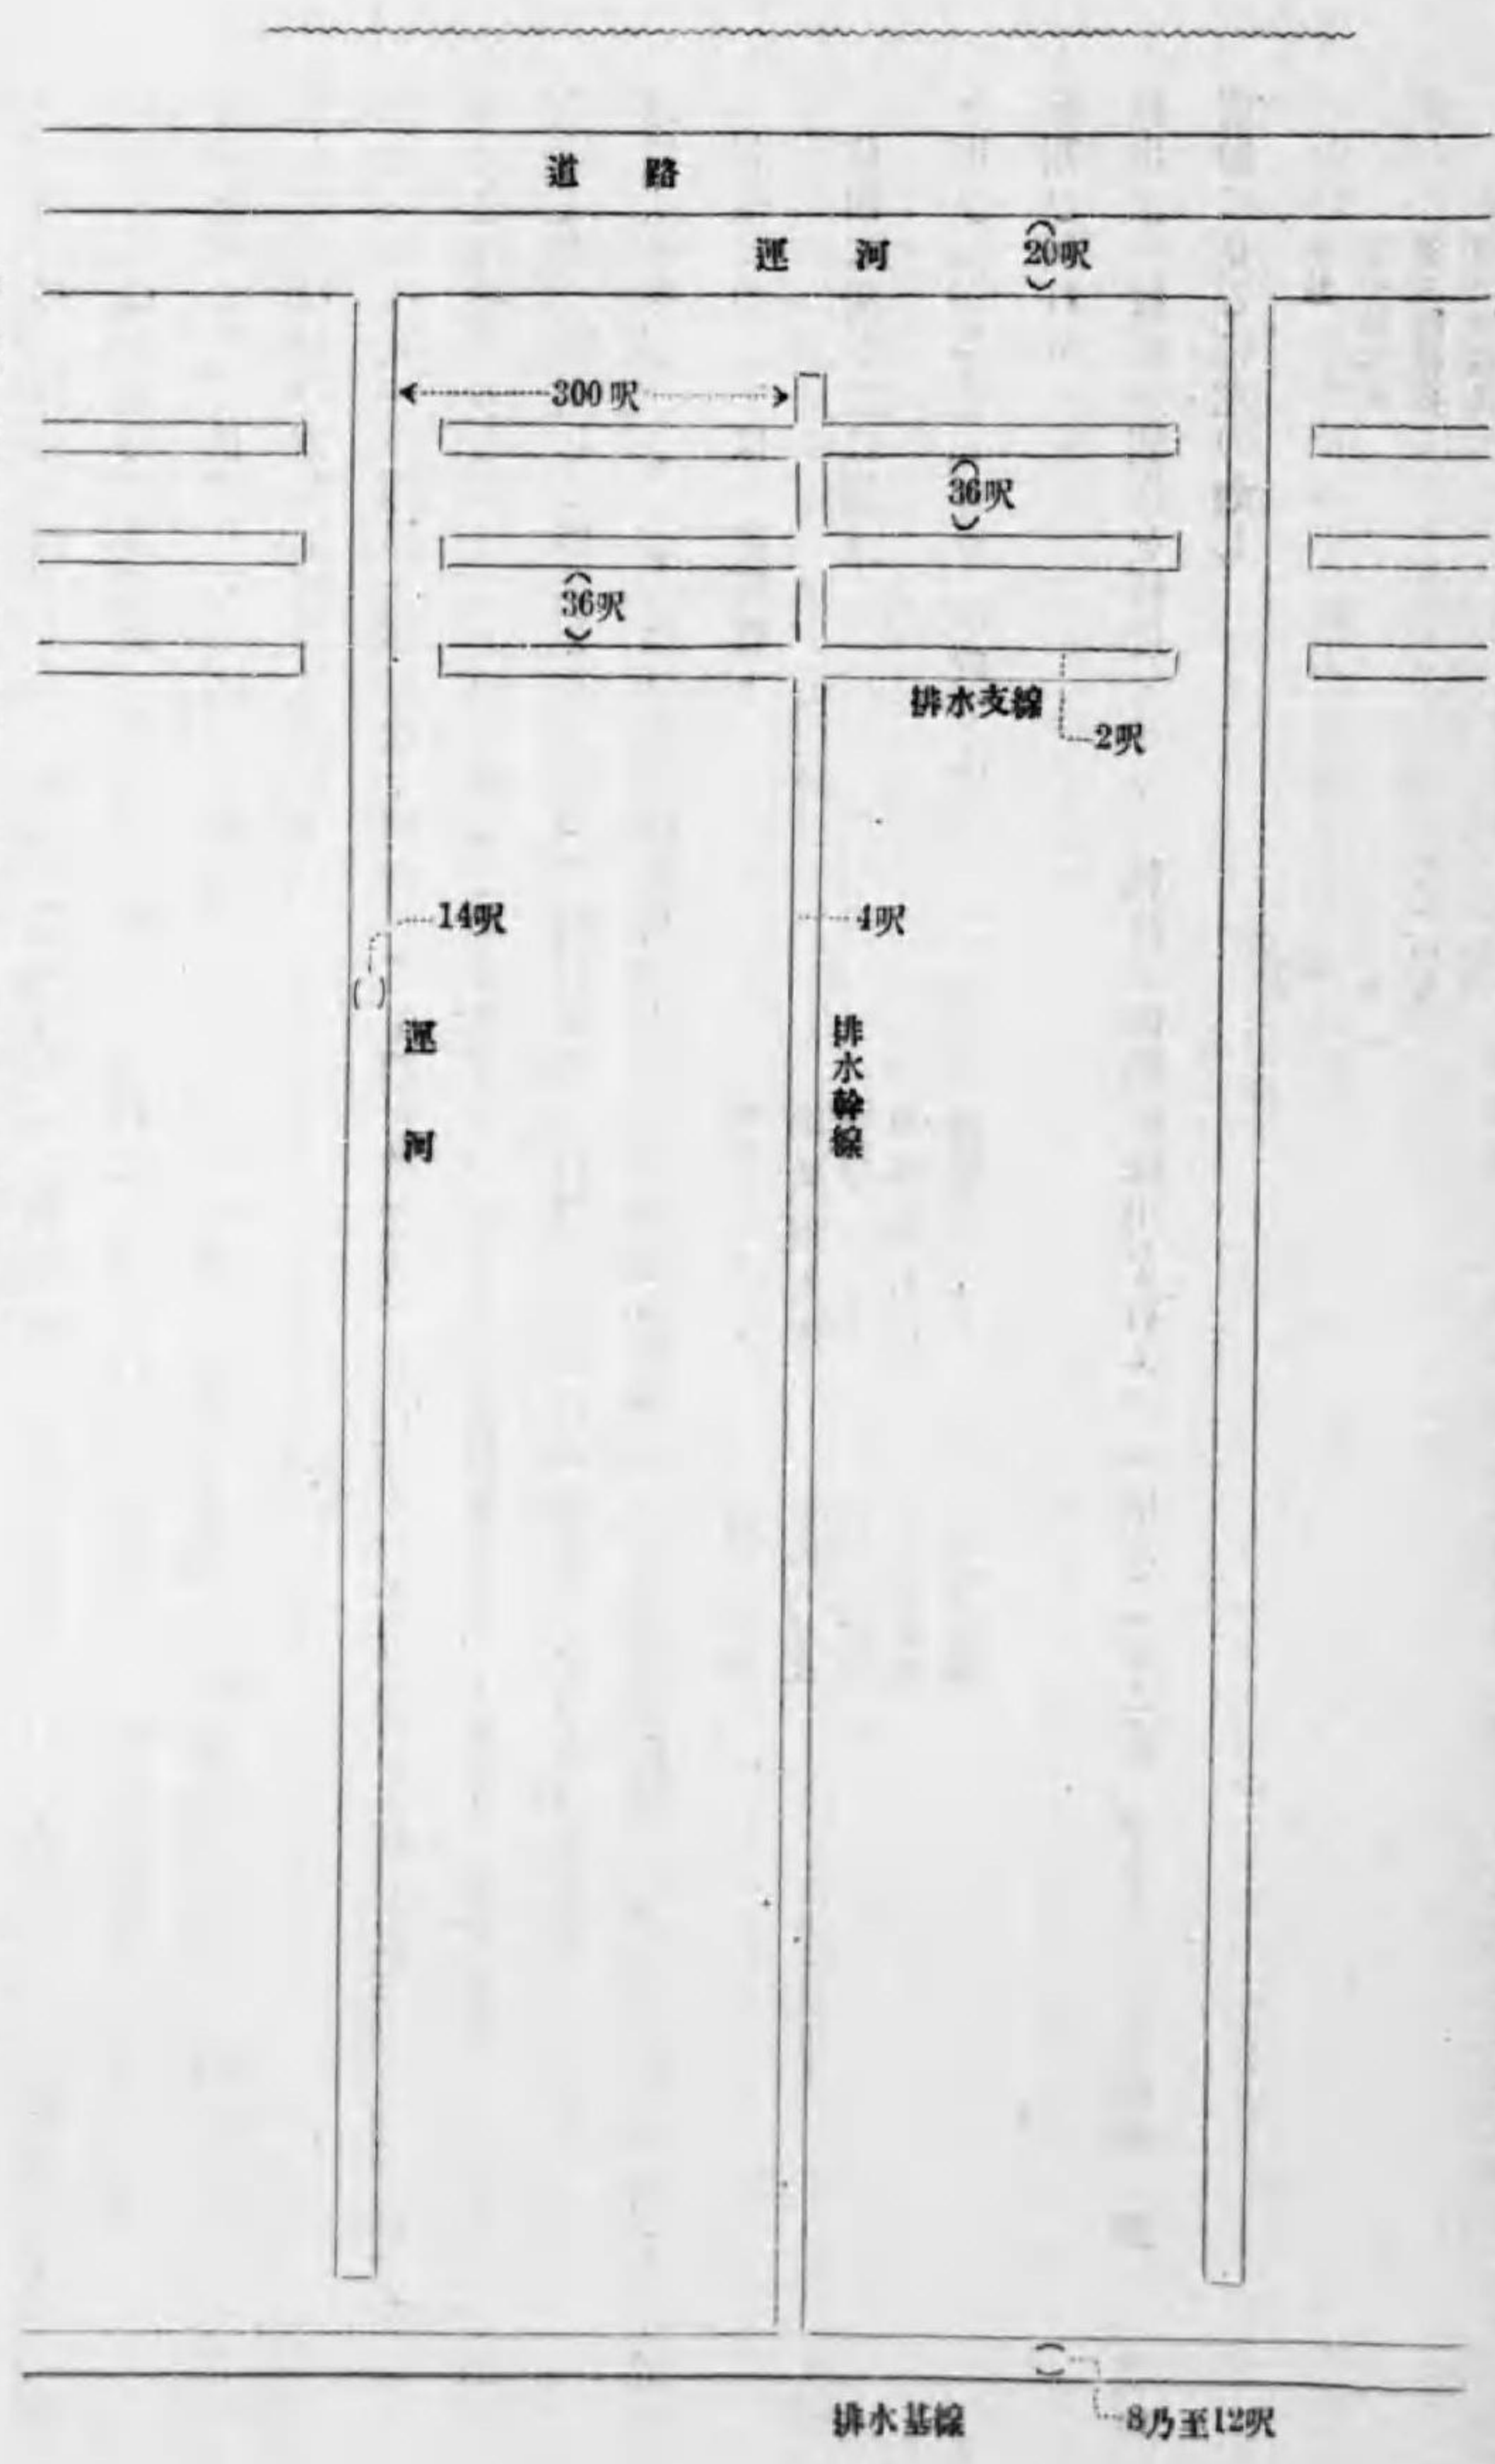 道路
運河 (20呎)
300呎
(36呎)
(36呎)
排水支線
2呎
14呎
4呎
運河
排水幹線
排水基線
8乃至12呎